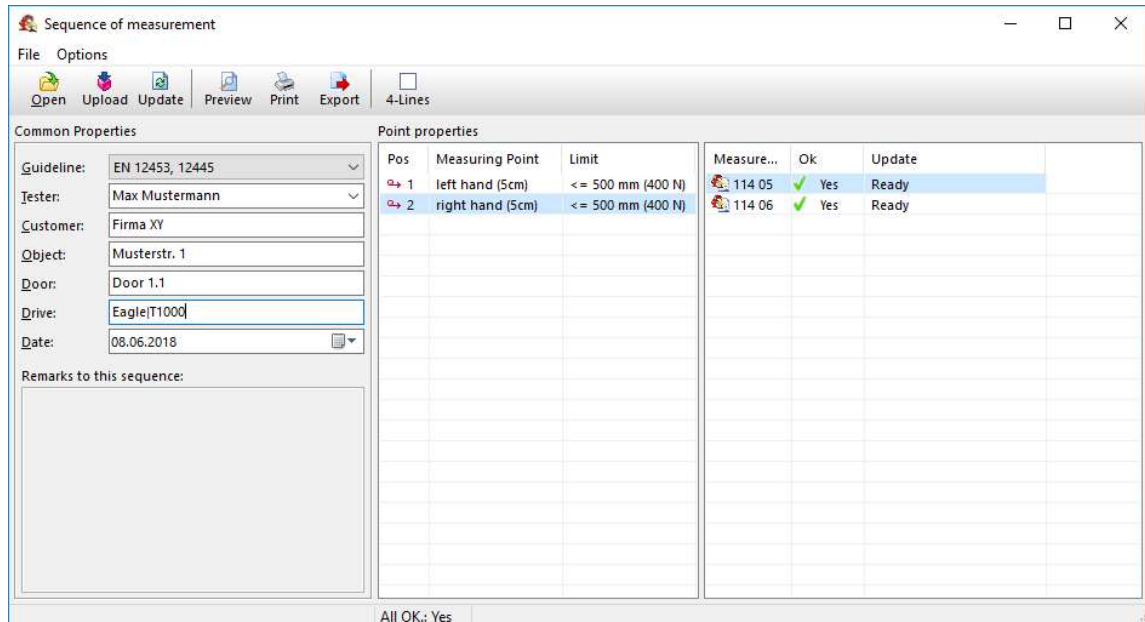 Sequence of measurement
File Options
Open Upload Update Preview Print Export 4-Lines
Common Properties
Guideline: EN 12453, 12445
Tester: Max Mustermann
Customer: Firma XY
Object: Musterstr. 1
Door: Door 1.1
Drive: Eagle|T1000
Date: 08.06.2018
Remarks to this sequence:
Point properties
Pos Measuring Point Limit
1 left hand (5cm) <= 500 mm (400 N)
2 right hand (5cm) <= 500 mm (400 N)
Measure... Ok Update
114 05 Yes Ready
114 06 Yes Ready
All OK.: Yes